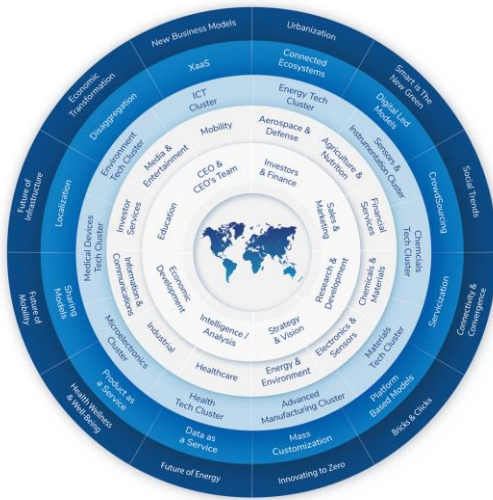 New Business Models
Urbanization
Smart is The
New Green
Social Trends
Connectivity &
Convergence
Bricks & Clicks
Innovating to Zero
Future of Energy
Health Wellness
& Well-Being
Future of
Mobility
Future of
Infrastructure
Economic
Transformation
XaaS
Connected
Ecosystems
Digital Led
Models
CrowdSourcing
Servicization
Platform
Based Models
Mass
Customization
Data as
a Service
Product as
a Service
Sharing
Models
Localization
Disaggregation
ICT
Cluster
Energy Tech
Cluster
Sensors &
Instrumentation Cluster
Chemcials
Tech Cluster
Materials
Tech Cluster
Advanced
Manufacturing Cluster
Health
Tech Cluster
Microelectronics
Cluster
Medical Devices
Tech Cluster
Environment
Tech Cluster
Mobility
Aerospace &
Defense
Agriculture &
Nutrition
Financial
Services
Chemicals &
Materials
Electronics &
Sensors
Energy &
Environment
Healthcare
Industrial
Information &
Communications
Investor
Services
Media &
Entertainment
CEO &
CEO's Team
Investors
& Finance
Sales &
Marketing
Research &
Development
Strategy
& Vision
Intelligence /
Analysis
Economic
Development
Education